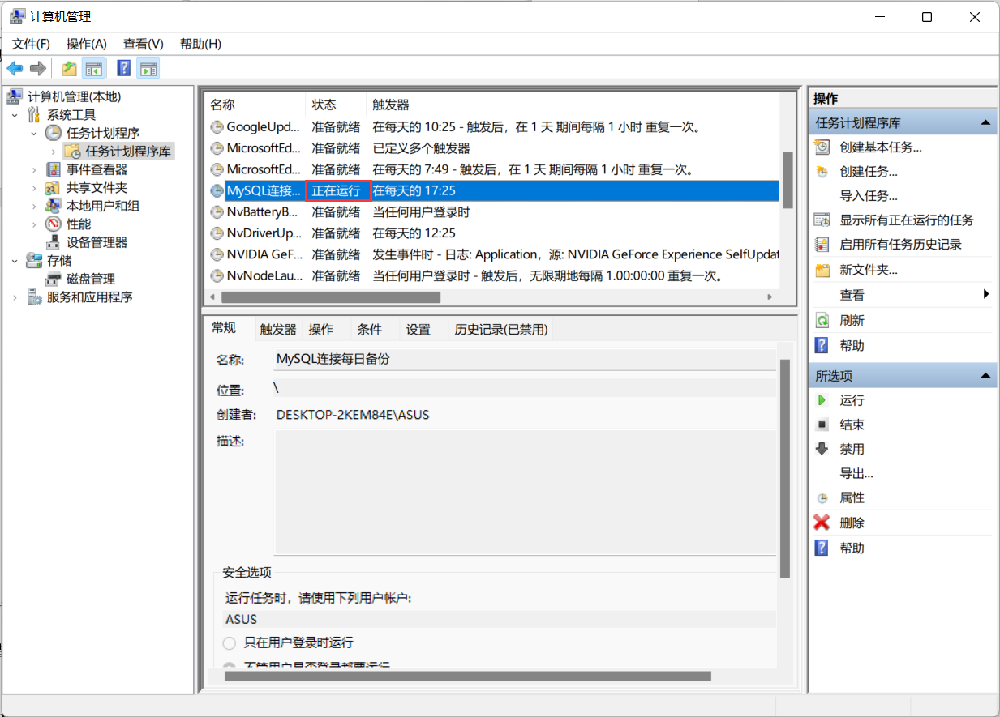 计算机管理
文件(F) 操作(A) 查看(V) 帮助(H)
计算机管理(本地)
系统工具
任务计划程序
任务计划程序库
事件查看器
共享文件夹
本地用户和组
性能
设备管理器
存储
磁盘管理
服务和应用程序
名称 状态 触发器
GoogleUpd... 准备就绪 在每天的 10:25 - 触发后，在 1 天 期间每隔 1 小时 重复一次。
MicrosoftEd... 准备就绪 已定义多个触发器
MicrosoftEd... 准备就绪 在每天的 7:49 - 触发后，在 1 天 期间每隔 1 小时 重复一次。
MySQL连接... 正在运行 在每天的 17:25
NvBatteryB... 准备就绪 当任何用户登录时
NvDriverUp... 准备就绪 在每天的 12:25
NVIDIA GeF... 准备就绪 发生事件时 - 日志: Application，源: NVIDIA GeForce Experience SelfUpdat
NvNodeLau... 准备就绪 当任何用户登录时 - 触发后，无限期地每隔 1.00:00:00 重复一次。
常规 触发器 操作 条件 设置 历史记录(已禁用)
名称: MySQL连接每日备份
位置: \
创建者: DESKTOP-2KEM84E\ASUS
描述:
安全选项
运行任务时，请使用下列用户帐户:
ASUS
只在用户登录时运行
不管用户是否登录都要运行
操作
任务计划程序库
创建基本任务...
创建任务...
导入任务...
显示所有正在运行的任务
启用所有任务历史记录
新文件夹...
查看
刷新
帮助
所选项
运行
结束
禁用
导出...
属性
删除
帮助